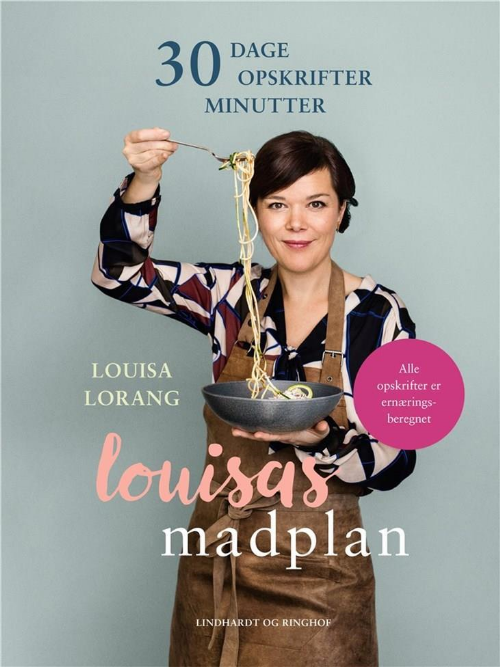 30 DAGE
OPSKRIFTER
MINUTTER
LOUISA
LORANG
Alle
opskrifter er
ernærings-
beregnet
louisas
madplan
LINDHARDT OG RINGHOF